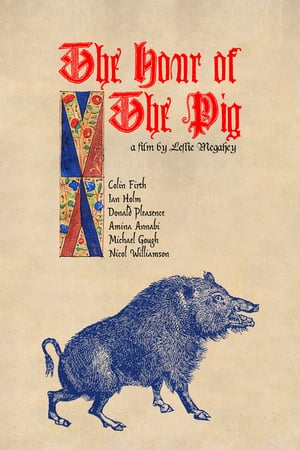 The Hour of
The Pig
a film by Leslie Megahey
Colin Firth
Ian Holm
Donald Pleasence
Amina Annabi
Michael Gough
Nicol Williamson